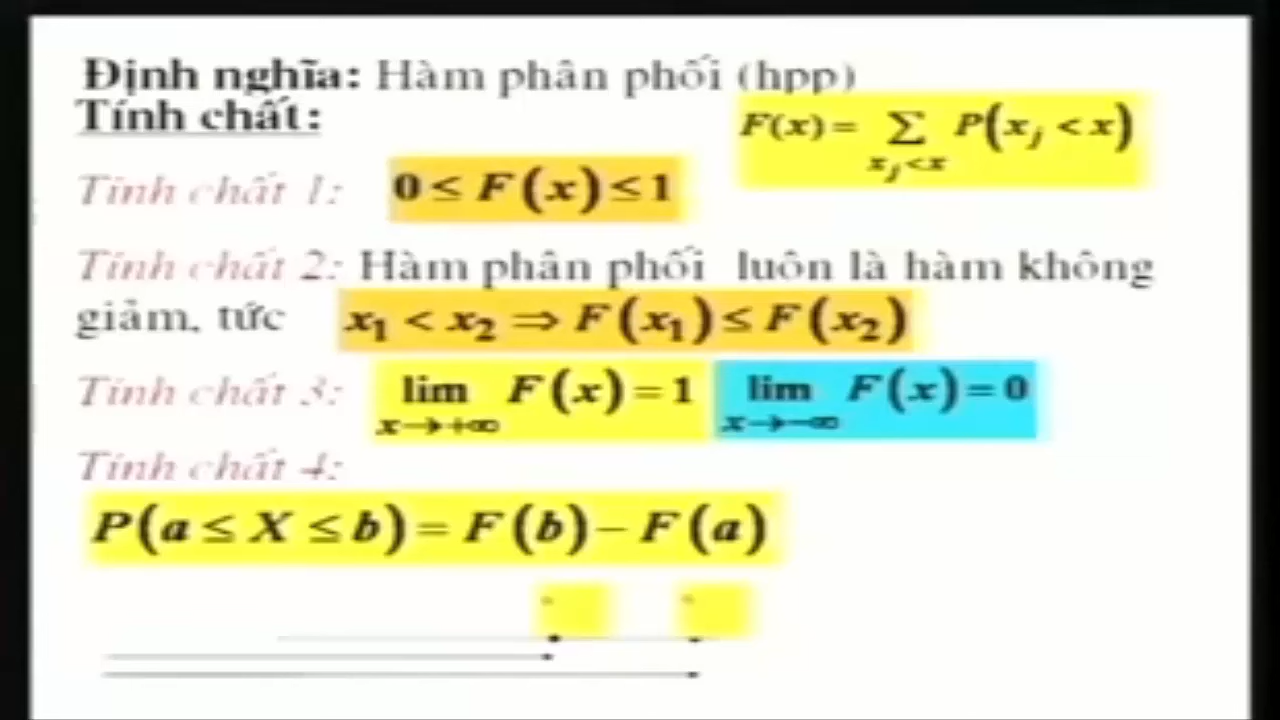 Định nghĩa: Hàm phân phối (hpp)
Tính chất:
F(x) = ∑ P(x_j < x)
x_j < x
Tính chất 1: 0 ≤ F(x) ≤ 1
Tính chất 2: Hàm phân phối luôn là hàm không
giảm, tức x₁ < x₂ ⇒ F(x₁) ≤ F(x₂)
Tính chất 3: lim F(x) = 1 lim F(x) = 0
x→+∞ x→−∞
Tính chất 4:
P(a ≤ X ≤ b) = F(b) − F(a)